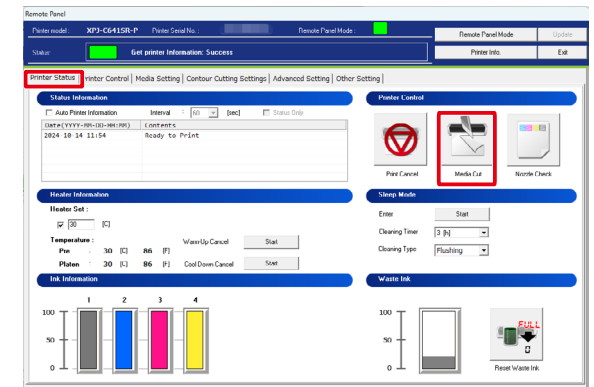 Remote Panel
Printer model : XPJ-C641SR-P Printer Serial No. : Remote Panel Mode :
Remote Panel Mode Update
Status: Get printer Information: Success
Printer Info. Exit
Printer Status Printer Control Media Setting Contour Cutting Settings Advanced Setting Other Setting
Status Information
Auto Printer Information Interval : 60 [sec] Status Only
Date(YYYY-MM-DD-HH:MM) Contents
2024-10-14 11:54 Ready to Print
Printer Control
Print Cancel Media Cut Nozzle Check
Heater Information
Heater Set :
30 [C]
Temperature :
Pre : 30 [C] 86 [F]
Platen : 30 [C] 86 [F]
Warm-Up Cancel Start
Cool Down Cancel Start
Sleep Mode
Enter Start
Cleaning Timer 3 [h]
Cleaning Type Flushing
Ink Information
1 2 3 4
100
50
0
Waste Ink
100
50
0
FULL
0
Reset Waste Ink